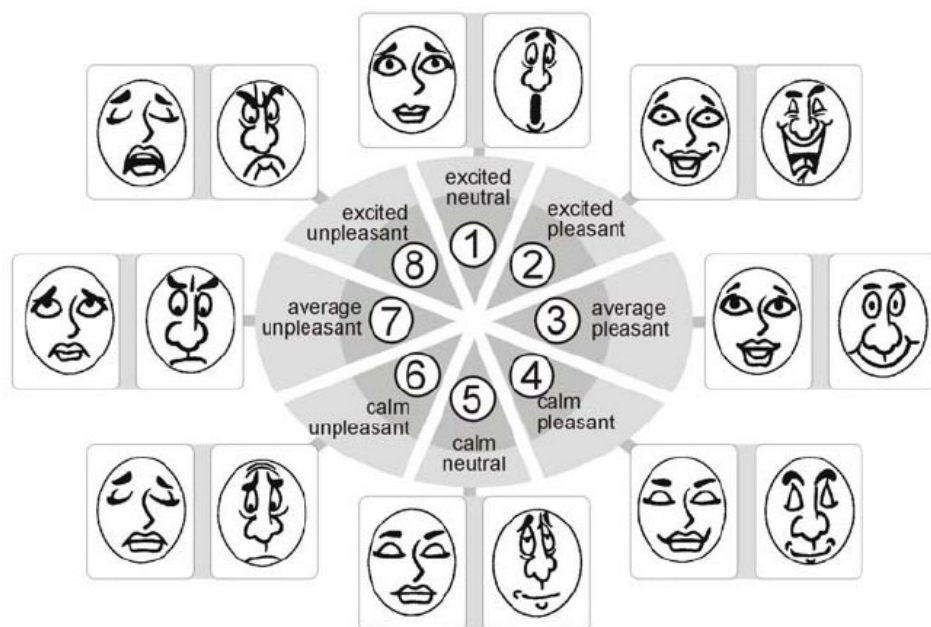 excited
neutral
1
excited
pleasant
2
average
pleasant
3
calm
pleasant
4
calm
neutral
5
calm
unpleasant
6
average
unpleasant
7
excited
unpleasant
8